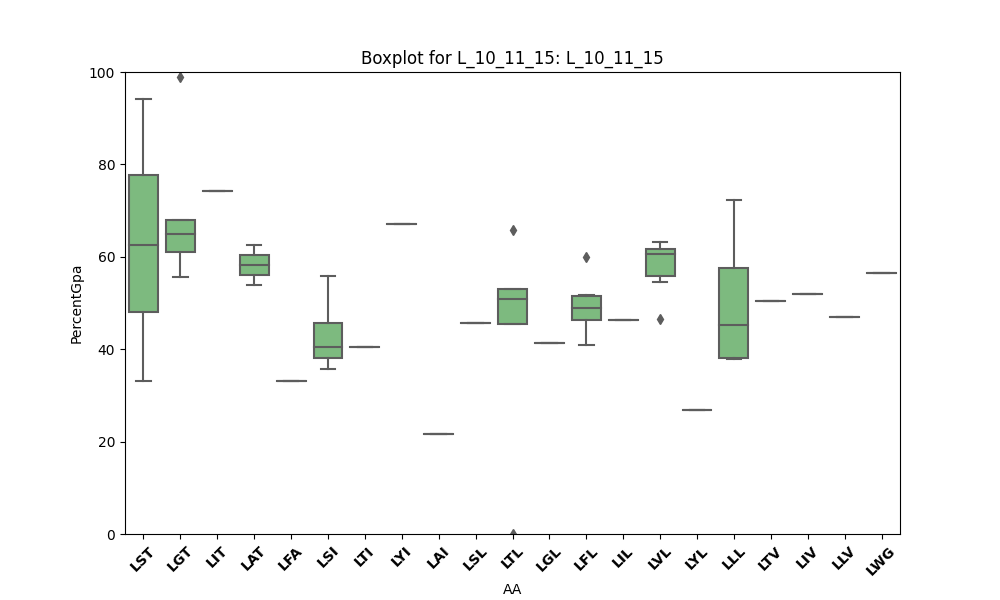 Boxplot for L_10_11_15: L_10_11_15
100
80
60
40
20
0
PercentGpa
LST LGT LIT LAT LFA LSI LTI LYI LAI LSL LTL LGL LFL LIL LVL LYL LLL LTV LIV LLV LWG
AA